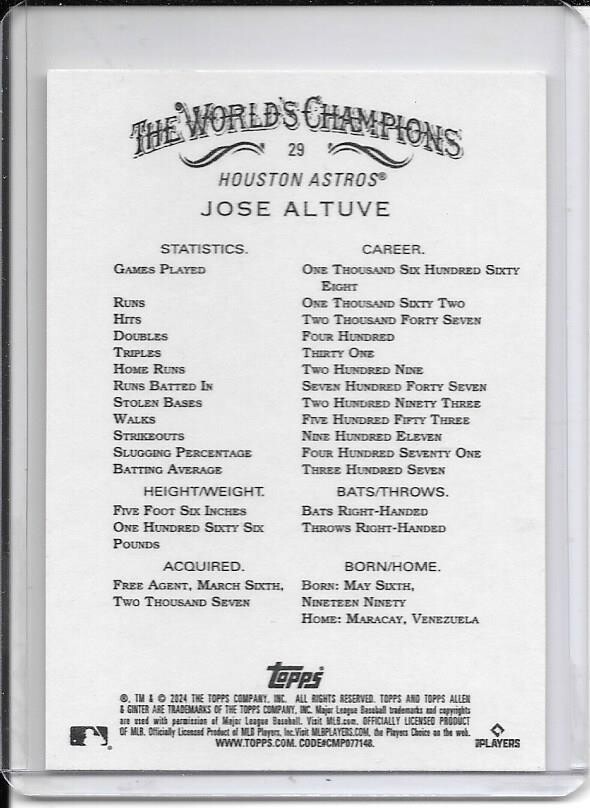 THE WORLD'S CHAMPIONS
29
HOUSTON ASTROS®
JOSE ALTUVE
STATISTICS. CAREER.
GAMES PLAYED ONE THOUSAND SIX HUNDRED SIXTY
EIGHT
RUNS ONE THOUSAND SIXTY TWO
HITS TWO THOUSAND FORTY SEVEN
DOUBLES FOUR HUNDRED
TRIPLES THIRTY ONE
HOME RUNS TWO HUNDRED NINE
RUNS BATTED IN SEVEN HUNDRED FORTY SEVEN
STOLEN BASES TWO HUNDRED NINETY THREE
WALKS FIVE HUNDRED FIFTY THREE
STRIKEOUTS NINE HUNDRED ELEVEN
SLUGGING PERCENTAGE FOUR HUNDRED SEVENTY ONE
BATTING AVERAGE THREE HUNDRED SEVEN
HEIGHT/WEIGHT. BATS/THROWS.
FIVE FOOT SIX INCHES BATS RIGHT-HANDED
ONE HUNDRED SIXTY SIX THROWS RIGHT-HANDED
POUNDS
ACQUIRED. BORN/HOME.
FREE AGENT, MARCH SIXTH, BORN: MAY SIXTH,
TWO THOUSAND SEVEN NINETEEN NINETY
HOME: MARACAY, VENEZUELA
TOPPS®
®, TM & © 2024 THE TOPPS COMPANY, INC. ALL RIGHTS RESERVED. TOPPS AND TOPPS ALLEN
& GINTER ARE TRADEMARKS OF THE TOPPS COMPANY, INC. Major League Baseball trademarks and copyrights
are used with permission of Major League Baseball. Visit MLB.com. OFFICIALLY LICENSED PRODUCT
OF MLB. Officially Licensed Product of MLB Players, Inc. Visit MLBPLAYERS.com, the Players Choice on the web.
WWW.TOPPS.COM. CODE#CMP077148.
MLB PLAYERS